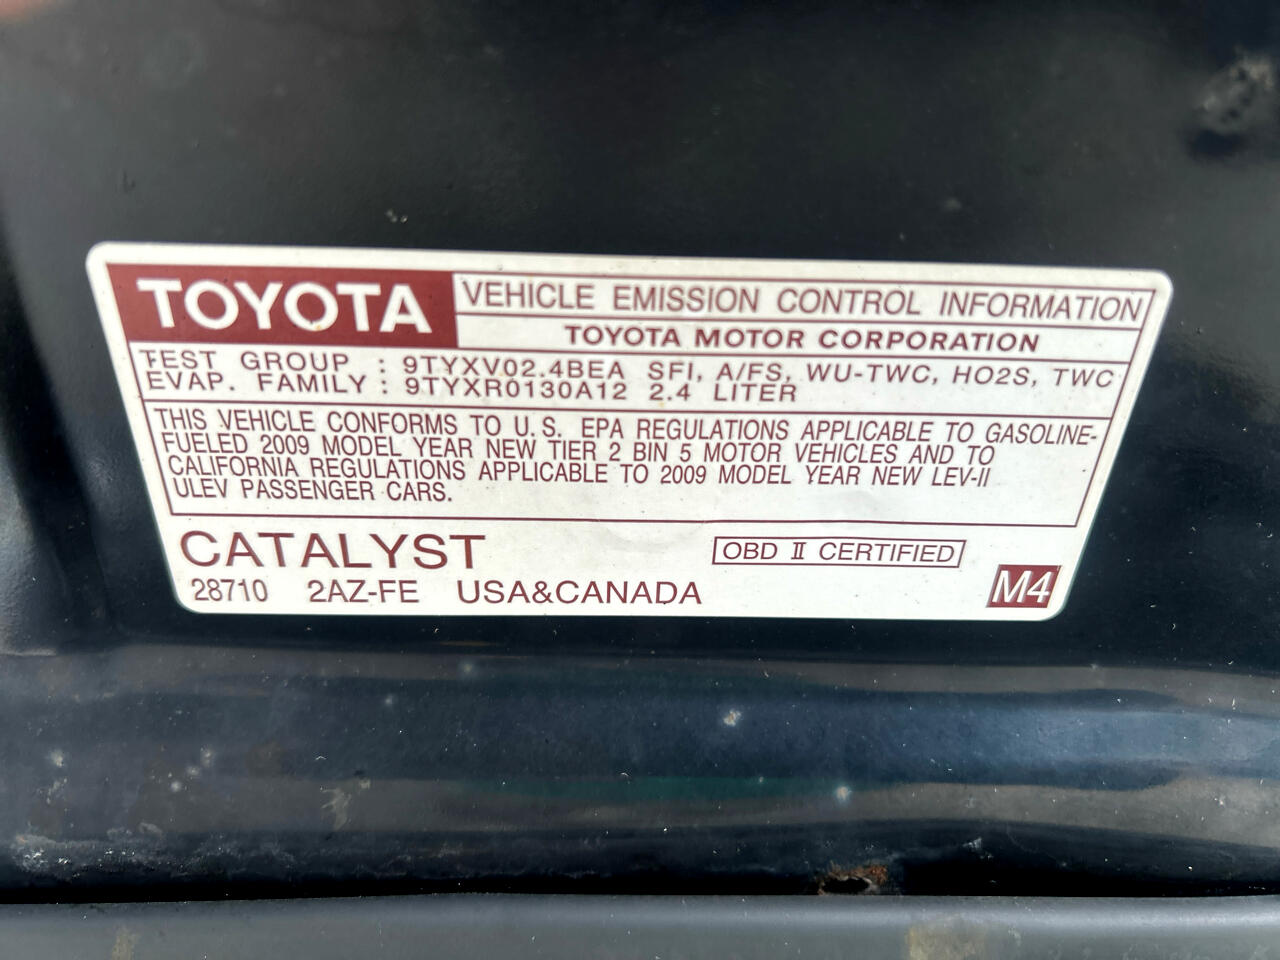 TOYOTA
VEHICLE EMISSION CONTROL INFORMATION
TOYOTA MOTOR CORPORATION
TEST GROUP : 9TYXV02.4BEA SFI, A/FS, WU-TWC, HO2S, TWC
EVAP. FAMILY : 9TYXR0130A12 2.4 LITER
THIS VEHICLE CONFORMS TO U.S. EPA REGULATIONS APPLICABLE TO GASOLINE-
FUELED 2009 MODEL YEAR NEW TIER 2 BIN 5 MOTOR VEHICLES AND TO
CALIFORNIA REGULATIONS APPLICABLE TO 2009 MODEL YEAR NEW LEV-II
ULEV PASSENGER CARS.
CATALYST
OBD II CERTIFIED
28710 2AZ-FE USA&CANADA
M4